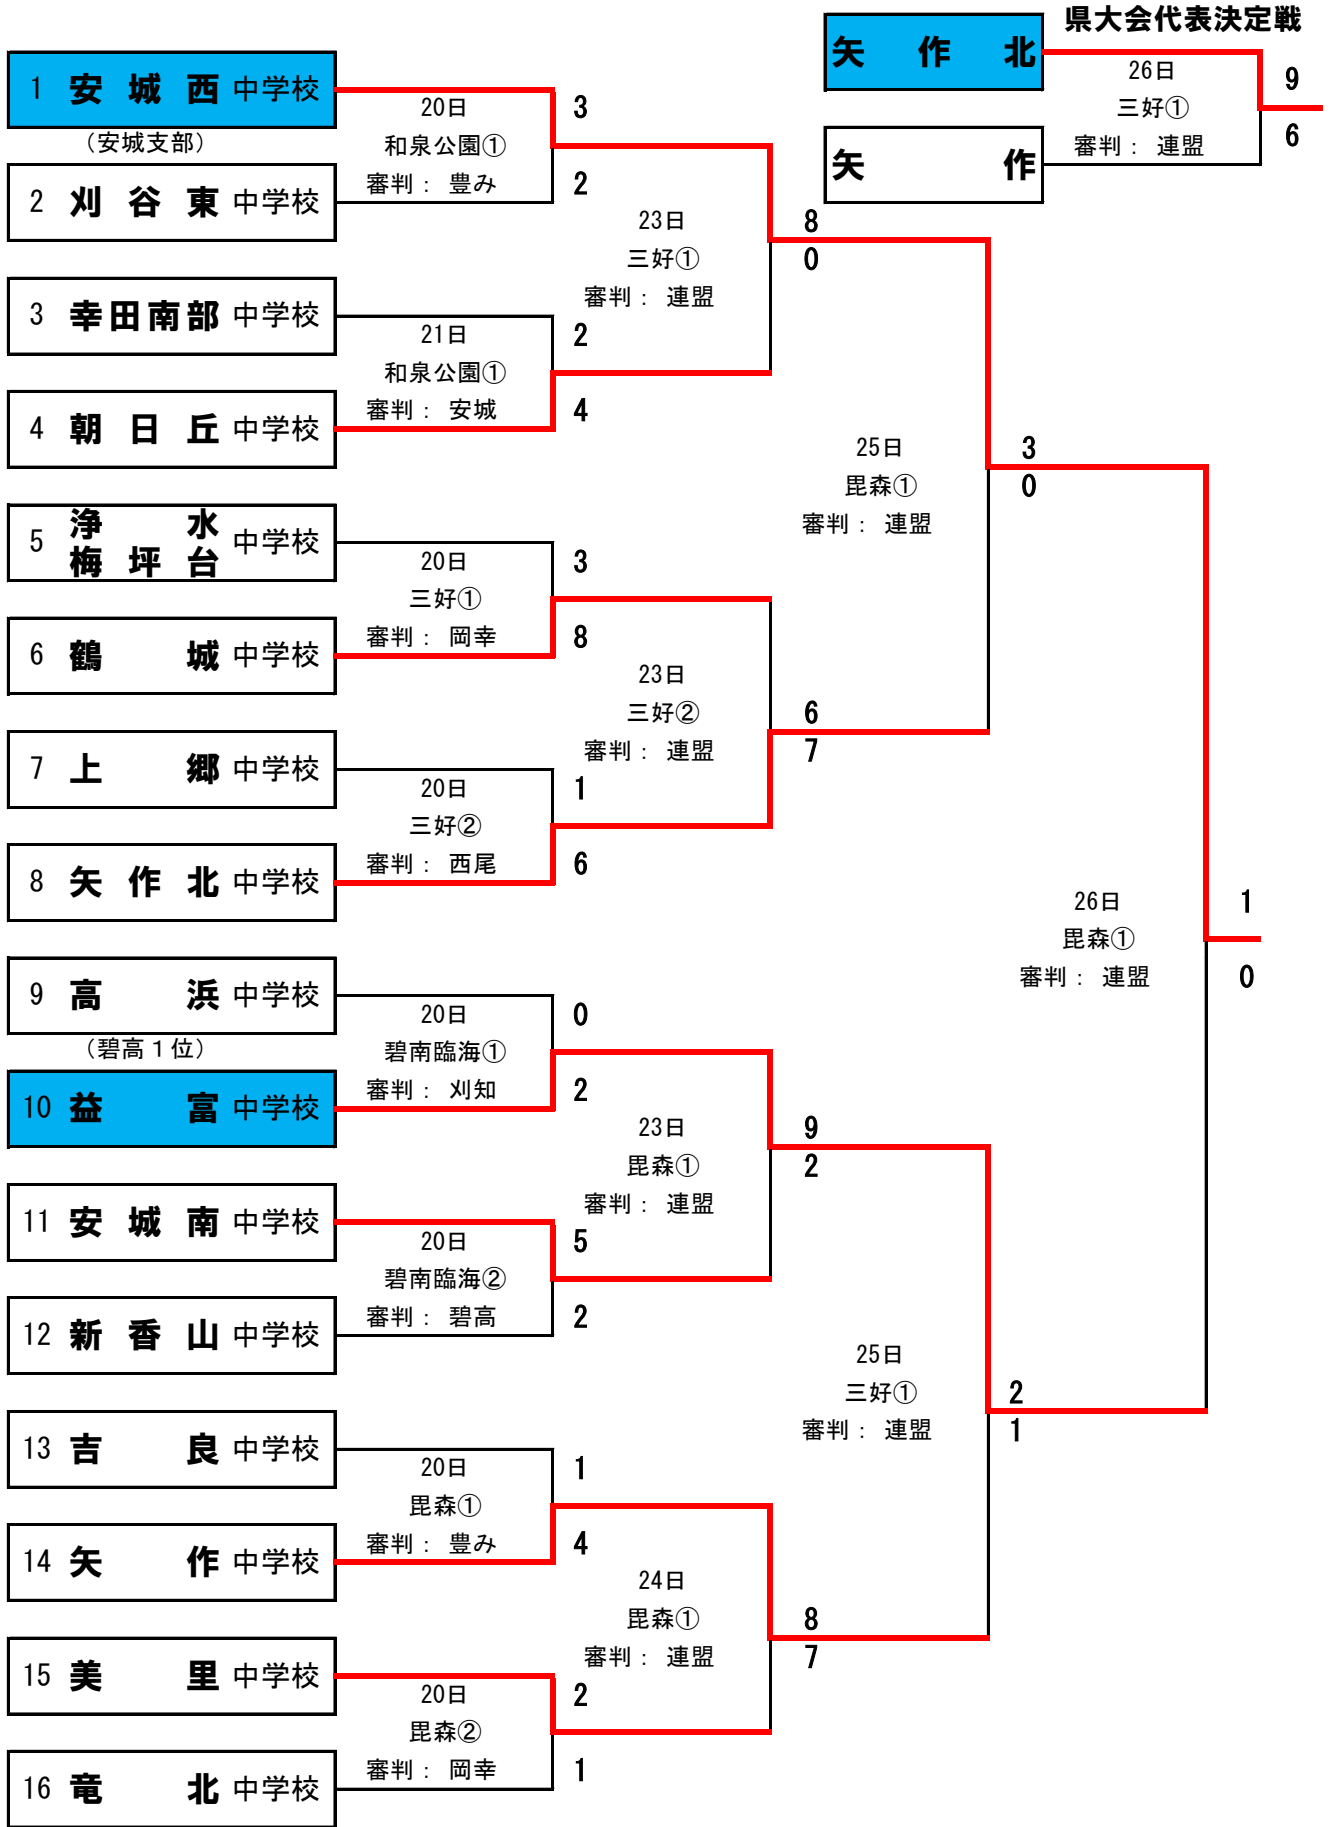 県大会代表決定戦
矢作北
26日
三好①
審判： 連盟
9
6
矢作
1 安城西 中学校
（安城支部）
20日
和泉公園①
審判： 豊み
3
2
2 刈谷東 中学校
23日
三好①
審判： 連盟
8
0
3 幸田南部 中学校
21日
和泉公園①
審判： 安城
2
4
4 朝日丘 中学校
25日
毘森①
審判： 連盟
3
0
5 浄水
梅坪台 中学校
20日
三好①
審判： 岡幸
3
8
6 鶴城 中学校
23日
三好②
審判： 連盟
6
7
7 上郷 中学校
20日
三好②
審判： 西尾
1
6
8 矢作北 中学校
26日
毘森①
審判： 連盟
1
0
9 高浜 中学校
（碧高１位）
20日
碧南臨海①
審判： 刈知
0
2
10 益富 中学校
23日
毘森①
審判： 連盟
9
2
11 安城南 中学校
20日
碧南臨海②
審判： 碧高
5
2
12 新香山 中学校
25日
三好①
審判： 連盟
2
1
13 吉良 中学校
20日
毘森①
審判： 豊み
1
4
14 矢作 中学校
24日
毘森①
審判： 連盟
8
7
15 美里 中学校
20日
毘森②
審判： 岡幸
2
1
16 竜北 中学校